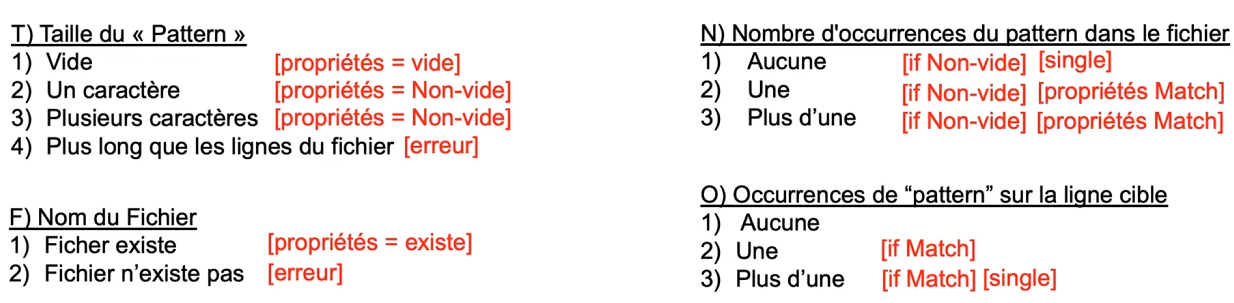 T) Taille du « Pattern »
1) Vide [propriétés = vide]
2) Un caractère [propriétés = Non-vide]
3) Plusieurs caractères [propriétés = Non-vide]
4) Plus long que les lignes du fichier [erreur]
F) Nom du Fichier
1) Ficher existe [propriétés = existe]
2) Fichier n’existe pas [erreur]
N) Nombre d'occurrences du pattern dans le fichier
1) Aucune [if Non-vide] [single]
2) Une [if Non-vide] [propriétés Match]
3) Plus d’une [if Non-vide] [propriétés Match]
O) Occurrences de “pattern” sur la ligne cible
1) Aucune
2) Une [if Match]
3) Plus d’une [if Match] [single]